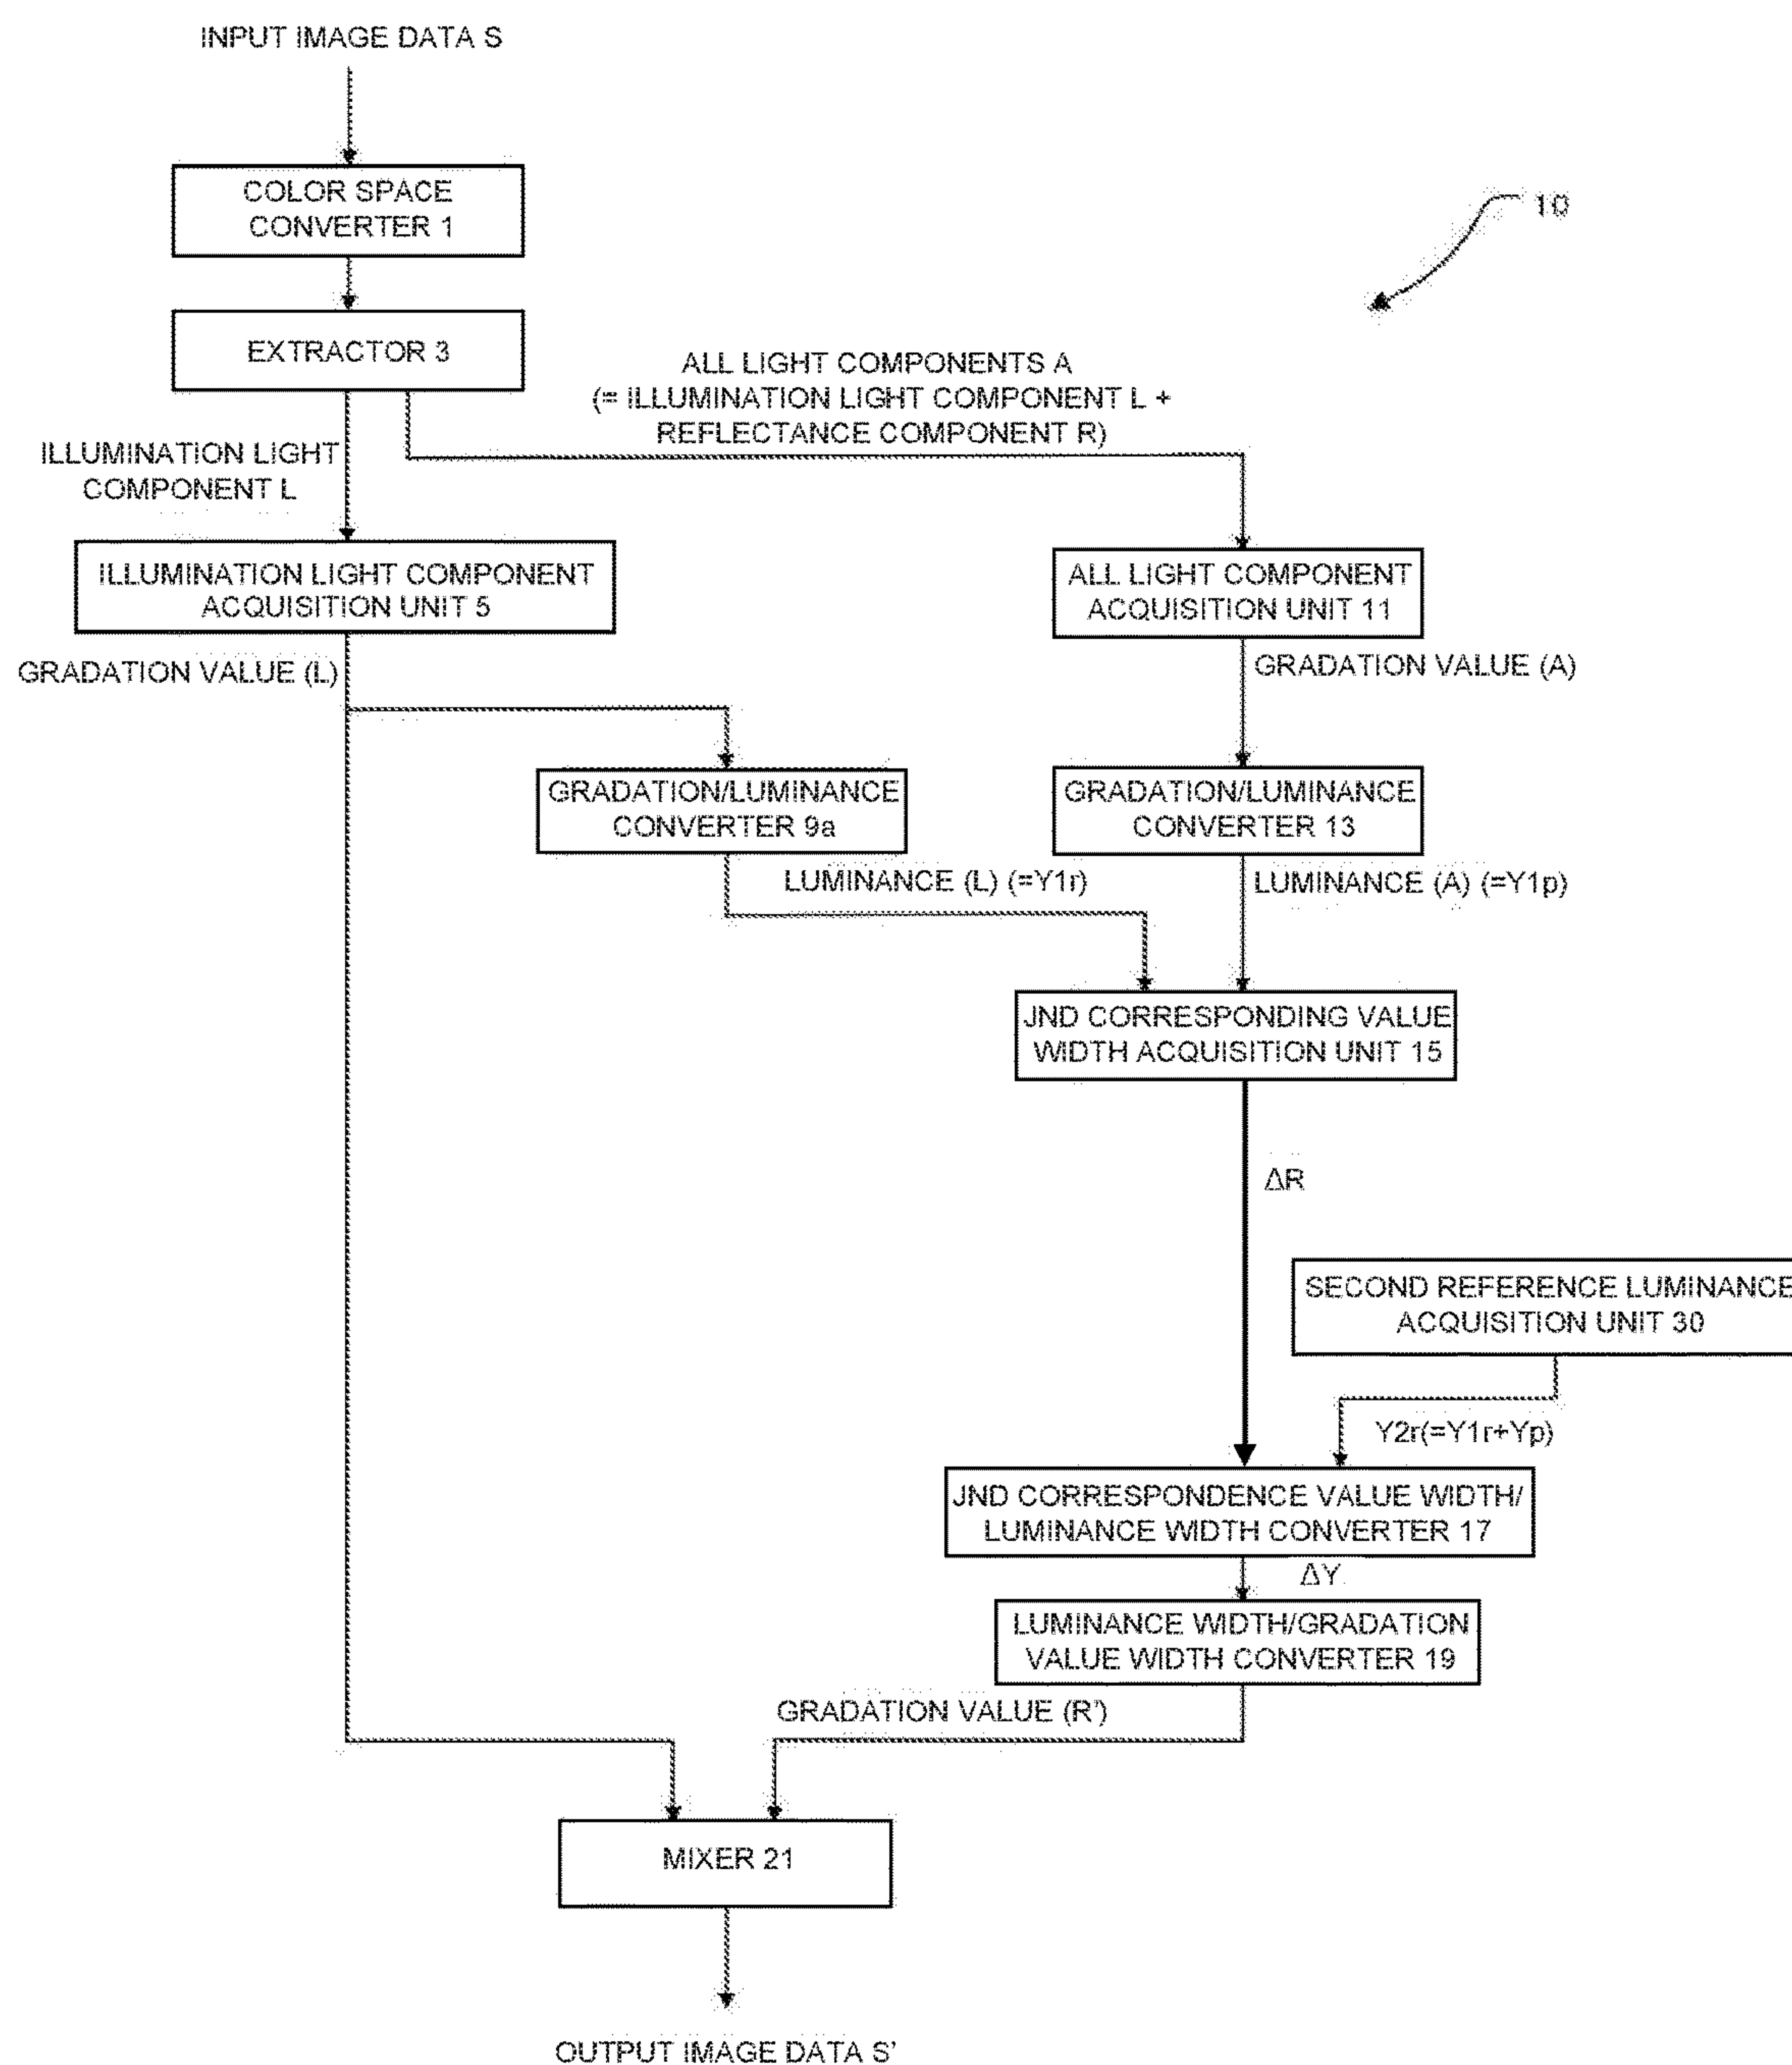 INPUT IMAGE DATA S
COLOR SPACE
CONVERTER 1
10
EXTRACTOR 3
ALL LIGHT COMPONENTS A
(= ILLUMINATION LIGHT COMPONENT L +
REFLECTANCE COMPONENT R)
ILLUMINATION LIGHT
COMPONENT L
ILLUMINATION LIGHT COMPONENT
ACQUISITION UNIT 5
ALL LIGHT COMPONENT
ACQUISITION UNIT 11
GRADATION VALUE (L)
GRADATION VALUE (A)
GRADATION/LUMINANCE
CONVERTER 9a
GRADATION/LUMINANCE
CONVERTER 13
LUMINANCE (L) (=Y1r)
LUMINANCE (A) (=Y1p)
JND CORRESPONDING VALUE
WIDTH ACQUISITION UNIT 15
ΔR
SECOND REFERENCE LUMINANCE
ACQUISITION UNIT 30
Y2r(=Y1r+Yp)
JND CORRESPONDENCE VALUE WIDTH/
LUMINANCE WIDTH CONVERTER 17
ΔY
LUMINANCE WIDTH/GRADATION
VALUE WIDTH CONVERTER 19
GRADATION VALUE (R')
MIXER 21
OUTPUT IMAGE DATA S'